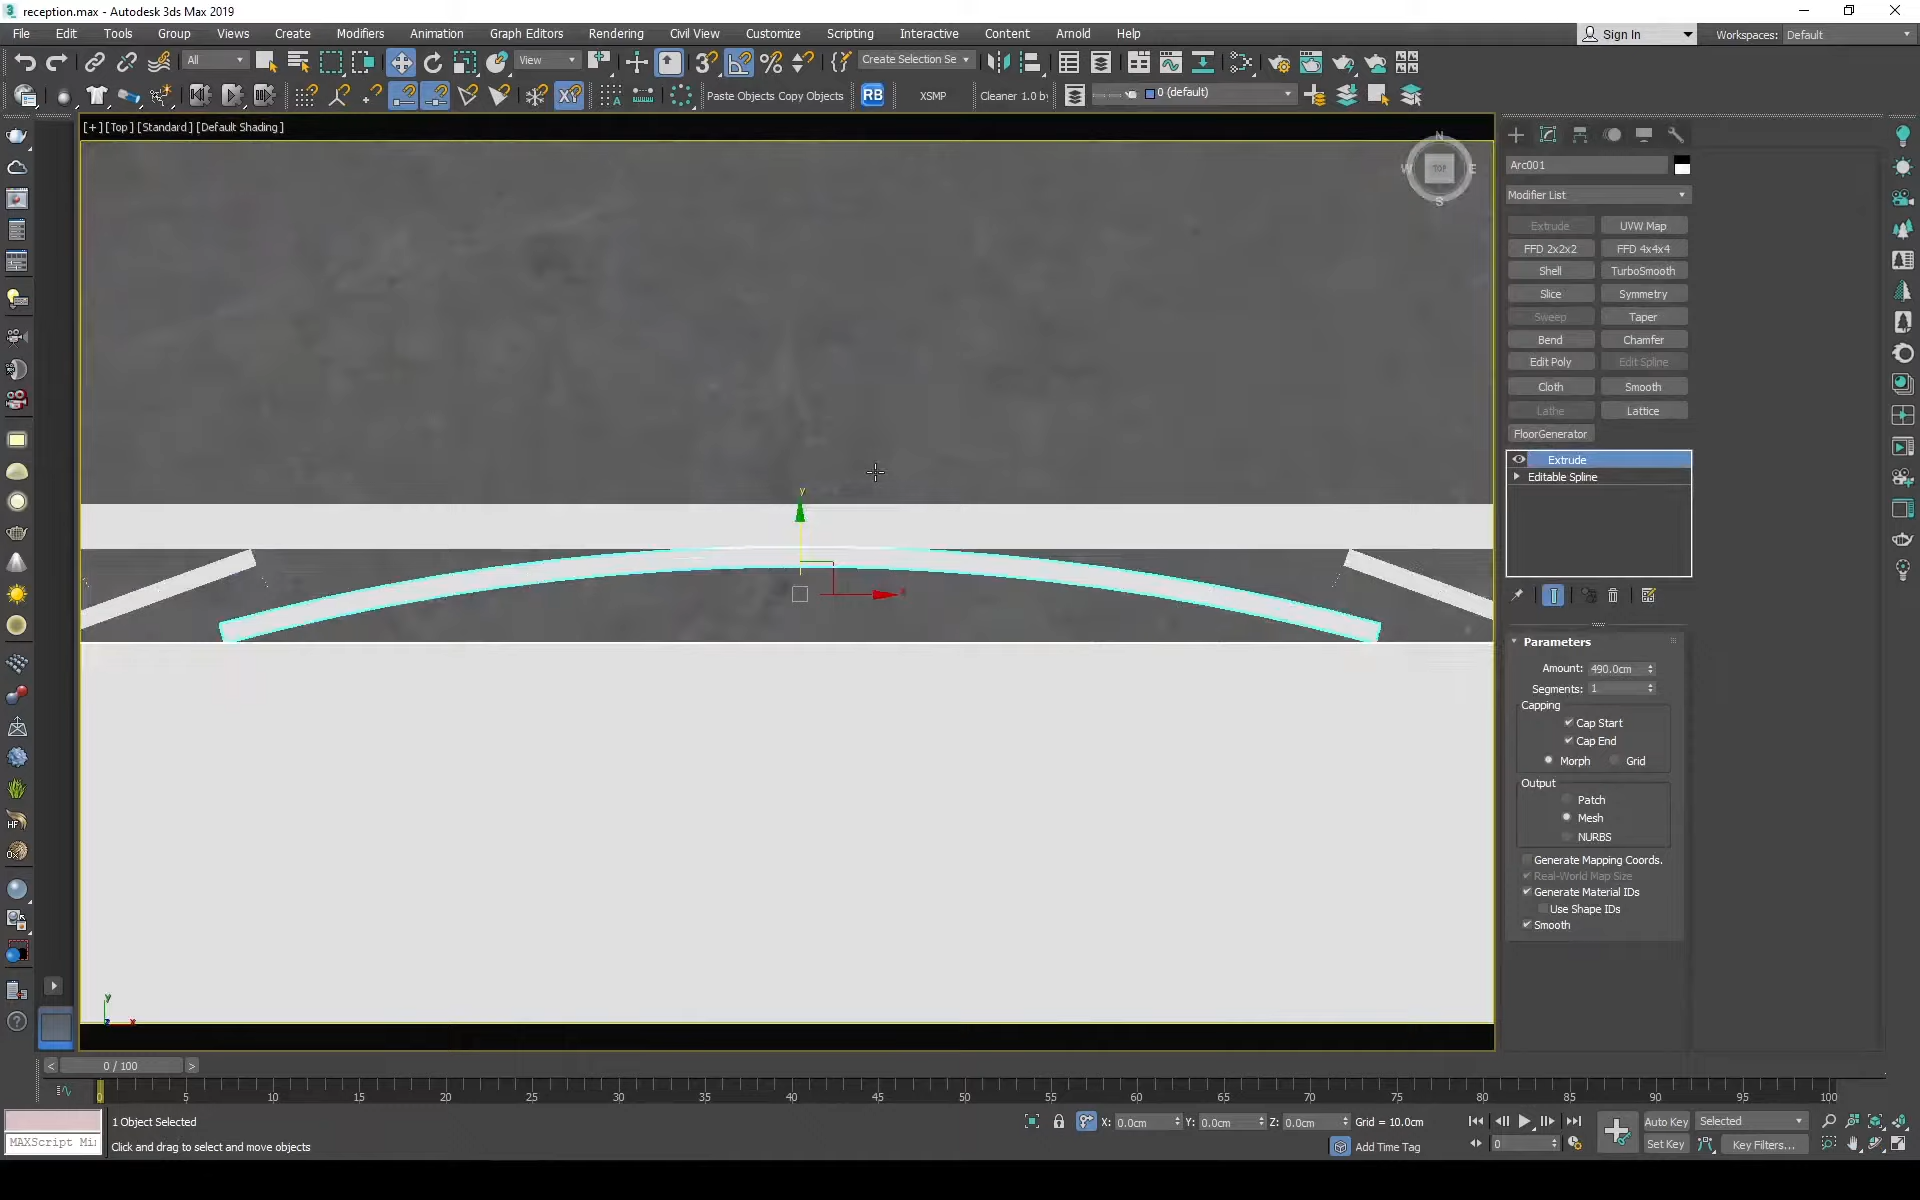 reception.max - Autodesk 3ds Max 2019
File Edit Tools Group Views Create Modifiers Animation Graph Editors Rendering Civil View Customize Scripting Interactive Content Arnold Help Sign In Workspaces: Default
All View Create Selection Se
Paste Objects Copy Objects RB XSMP Cleaner 1.0 by 0 (default)
[+] [Top] [Standard] [Default Shading]
N
W TOP E
S
Arc001
Modifier List
Extrude UVW Map
FFD 2x2x2 FFD 4x4x4
Shell TurboSmooth
Slice Symmetry
Sweep Taper
Bend Chamfer
Edit Poly Edit Spline
Cloth Smooth
Lathe Lattice
FloorGenerator
Extrude
Editable Spline
y
x
Parameters
Amount: 490.0cm
Segments: 1
Capping
Cap Start
Cap End
Morph Grid
Output
Patch
Mesh
NURBS
Generate Mapping Coords.
Real-World Map Size
Generate Material IDs
Use Shape IDs
Smooth
HF
y
z x
< 0 / 100 >
0 5 10 15 20 25 30 35 40 45 50 55 60 65 70 75 80 85 90 95 100
1 Object Selected X: 0.0cm Y: 0.0cm Z: 0.0cm Grid = 10.0cm Auto Key Selected
MAXScript Mi Click and drag to select and move objects Add Time Tag 0 Set Key Key Filters...